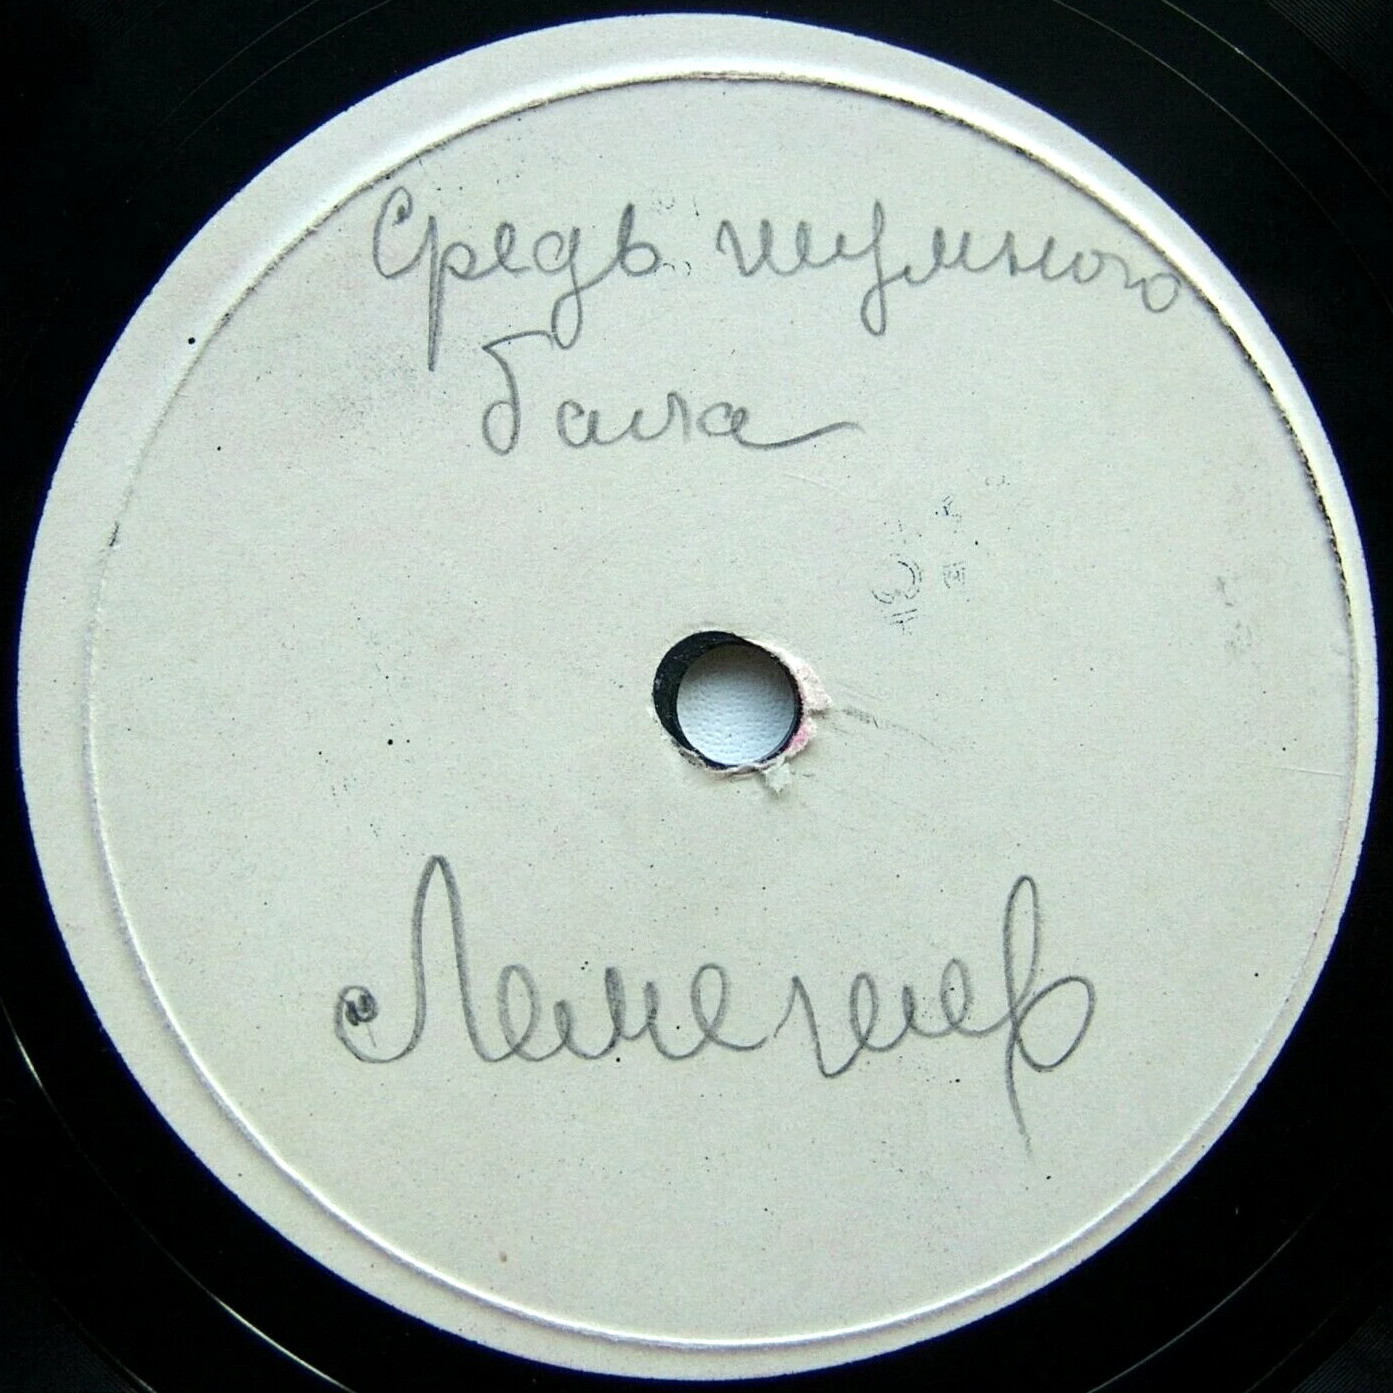 Средь шумного
бала
Лемешев